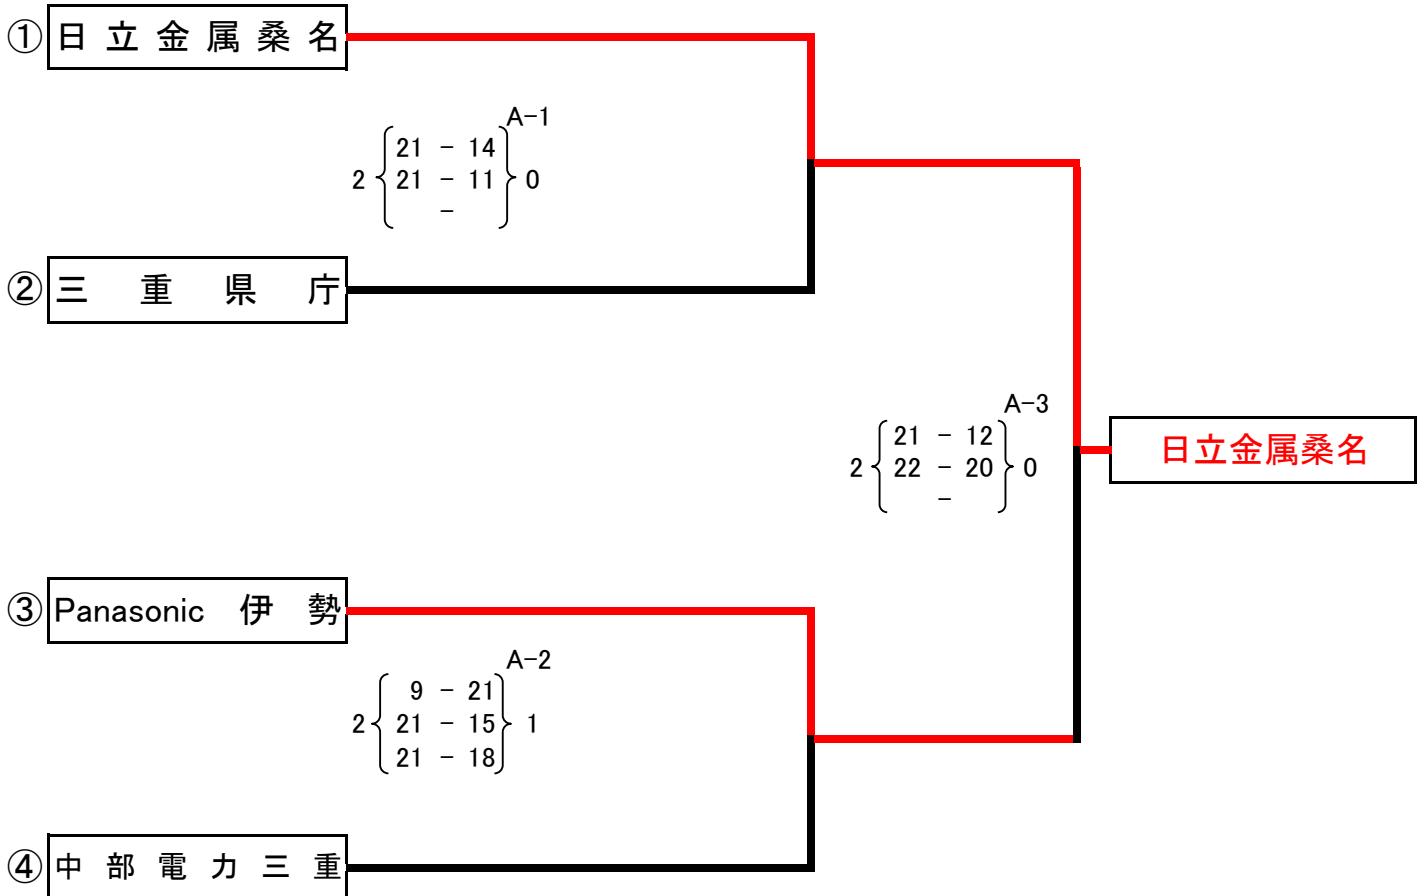 ① 日立金属桑名
A-1
21 - 14
2 21 - 11 0
-
② 三重県庁
A-3
21 - 12
2 22 - 20 0
-
日立金属桑名
③ Panasonic 伊勢
A-2
9 - 21
2 21 - 15 1
21 - 18
④ 中部電力三重